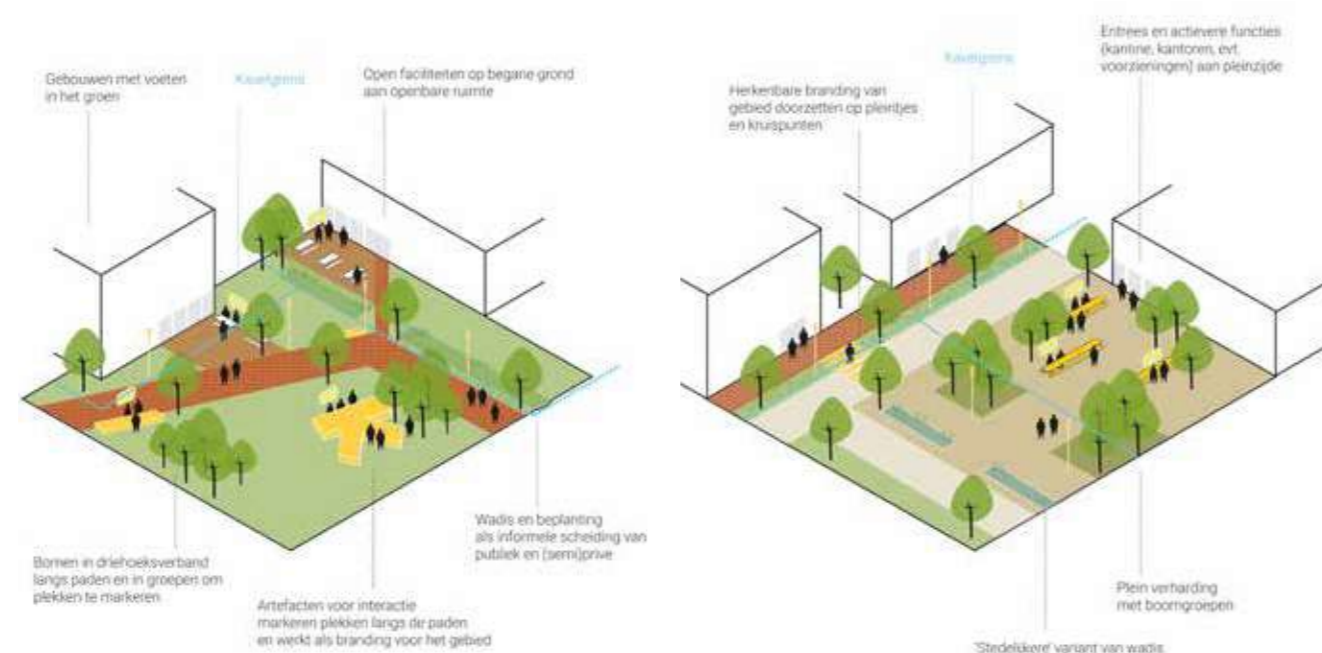 Gebouwen met voeten
in het groen
Kavelgrens
Open faciliteiten op begane grond
aan openbare ruimte
Bomen in driehoeksverband
langs paden en in groepen om
plekken te markeren
Artefacten voor interactie
markeren plekken langs de paden
en werkt als branding voor het gebied
Wadis en beplanting
als informele scheiding van
publiek en (semi)prive
Herkenbare branding van
gebied doorzetten op pleintjes
en kruispunten
Kavelgrens
Entrees en actievere functies
(kantine, kantoren, evt.
voorzieningen) aan pleinzijde
Plein verharding
met boomgroepen
'Stedelijkere' variant van wadis